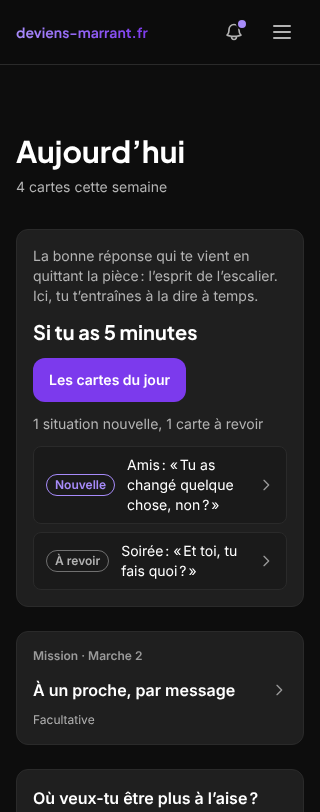 deviens-marrant.fr
Aujourd’hui
4 cartes cette semaine
La bonne réponse qui te vient en
quittant la pièce : l’esprit de l’escalier.
Ici, tu t’entraînes à la dire à temps.
Si tu as 5 minutes
Les cartes du jour
1 situation nouvelle, 1 carte à revoir
Nouvelle
Amis : « Tu as
changé quelque
chose, non ? »
À revoir
Soirée : « Et toi, tu
fais quoi ? »
Mission · Marche 2
À un proche, par message
Facultative
Où veux-tu être plus à l’aise ?